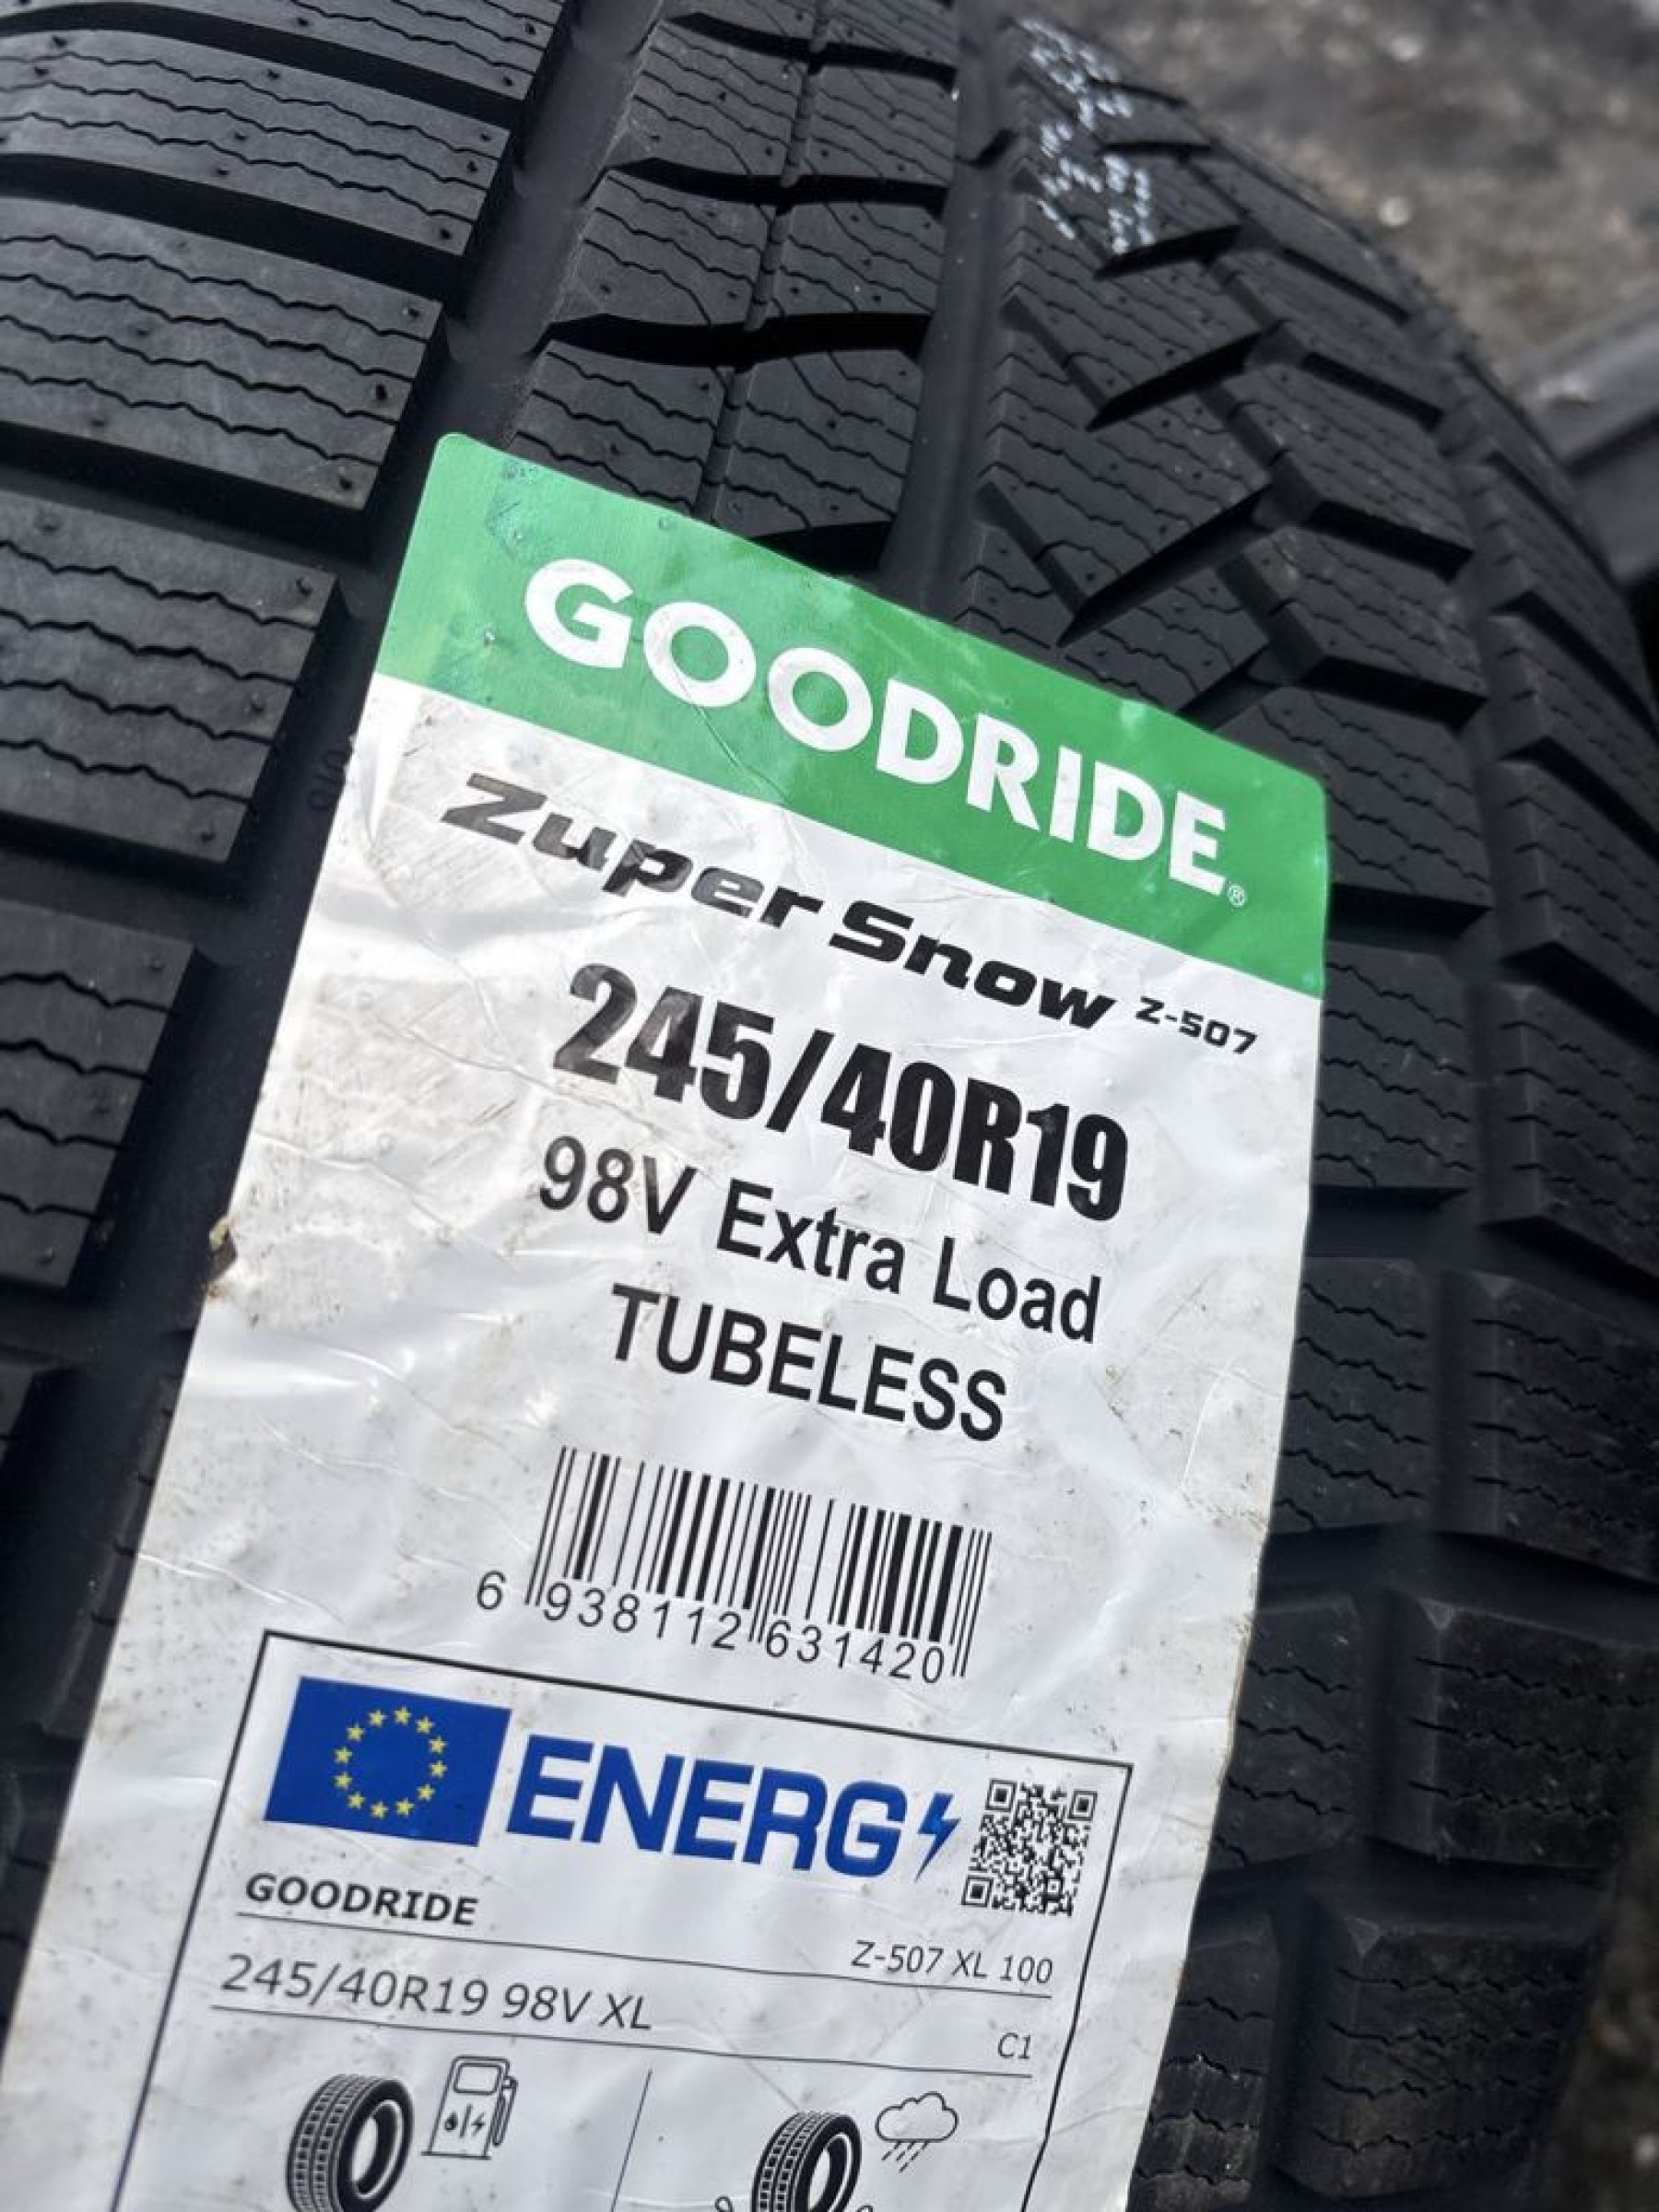 GOODRIDE®
Zuper Snow Z-507
245/40R19
98V Extra Load
TUBELESS
6 938112 631420
ENERG
GOODRIDE
Z-507 XL 100
245/40R19 98V XL
C1